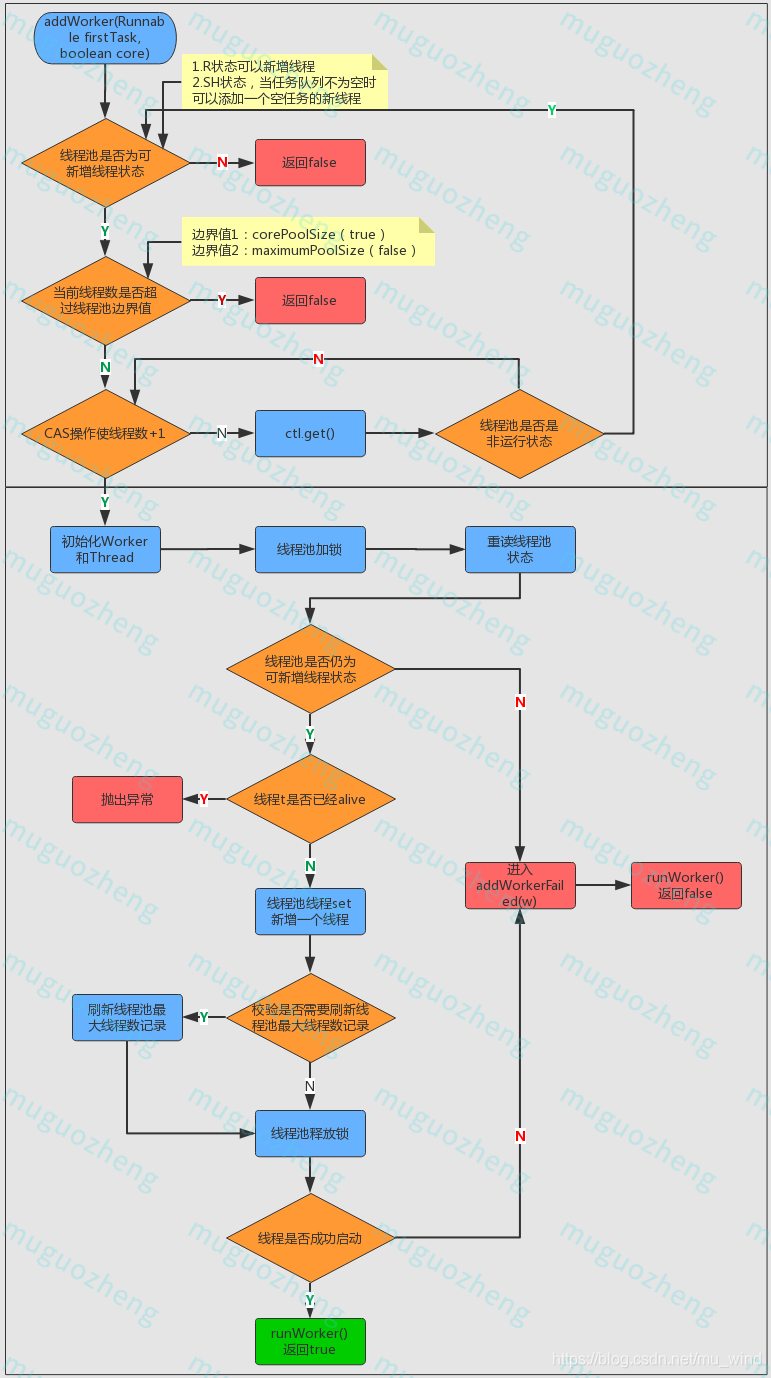 addWorker(Runnab
le firstTask,
boolean core)
1.R状态可以新增线程
2.SH状态，当任务队列不为空时
可以添加一个空任务的新线程
Y
线程池是否为可
新增线程状态
N
返回false
Y
边界值1：corePoolSize（true）
边界值2：maximumPoolSize（false）
当前线程数是否超
过线程池边界值
Y
返回false
N
N
CAS操作使线程数+1
N
ctl.get()
线程池是否是
非运行状态
Y
初始化Worker
和Thread
线程池加锁
重读线程池
状态
线程池是否仍为
可新增线程状态
N
Y
线程t是否已经alive
Y
抛出异常
N
进入
addWorkerFail
ed(w)
runWorker()
返回false
线程池线程set
新增一个线程
校验是否需要刷新线
程池最大线程数记录
Y
刷新线程池最
大线程数记录
N
线程池释放锁
N
线程是否成功启动
Y
runWorker()
返回true
muguozheng
https://blog.csdn.net/mu_wind